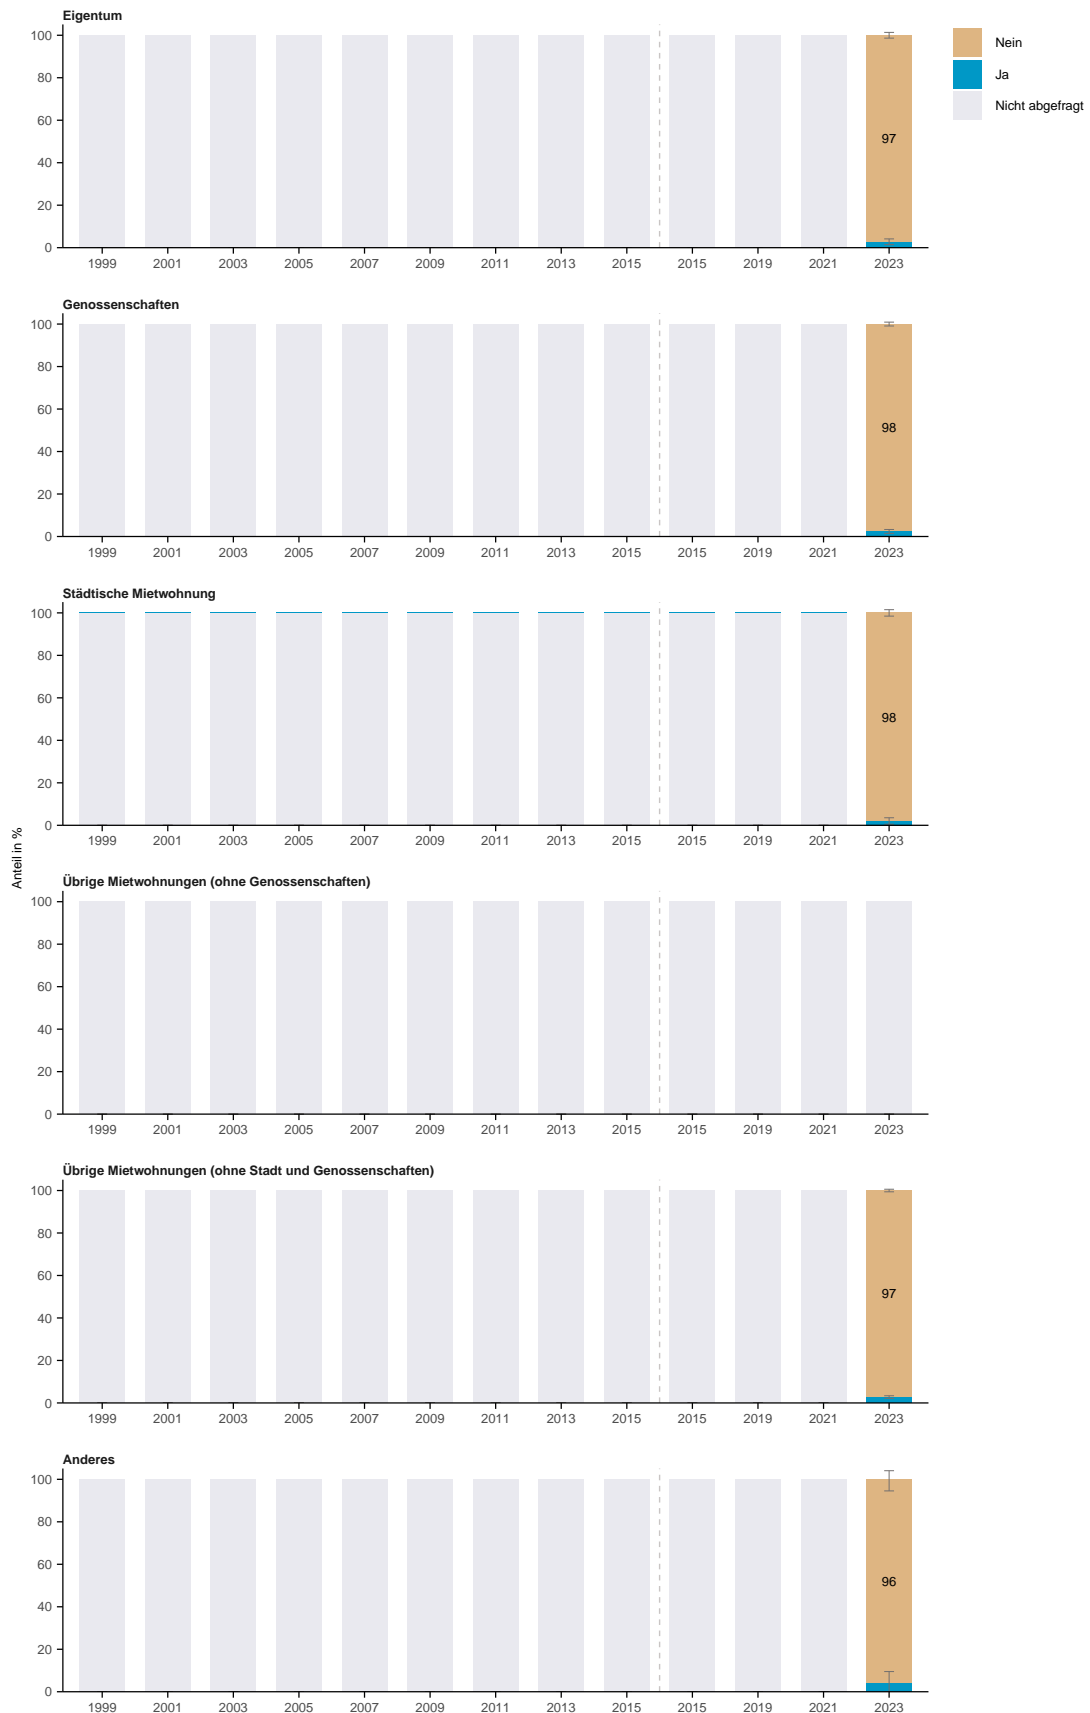 Eigentum
100
80
60
40
20
0
97
1999 2001 2003 2005 2007 2009 2011 2013 2015 2015 2019 2021 2023
Nein
Ja
Nicht abgefragt
Genossenschaften
100
80
60
40
20
0
98
1999 2001 2003 2005 2007 2009 2011 2013 2015 2015 2019 2021 2023
Städtische Mietwohnung
100
80
60
40
20
0
98
1999 2001 2003 2005 2007 2009 2011 2013 2015 2015 2019 2021 2023
Anteil in %
Übrige Mietwohnungen (ohne Genossenschaften)
100
80
60
40
20
0
1999 2001 2003 2005 2007 2009 2011 2013 2015 2015 2019 2021 2023
Übrige Mietwohnungen (ohne Stadt und Genossenschaften)
100
80
60
40
20
0
97
1999 2001 2003 2005 2007 2009 2011 2013 2015 2015 2019 2021 2023
Anderes
100
80
60
40
20
0
96
1999 2001 2003 2005 2007 2009 2011 2013 2015 2015 2019 2021 2023